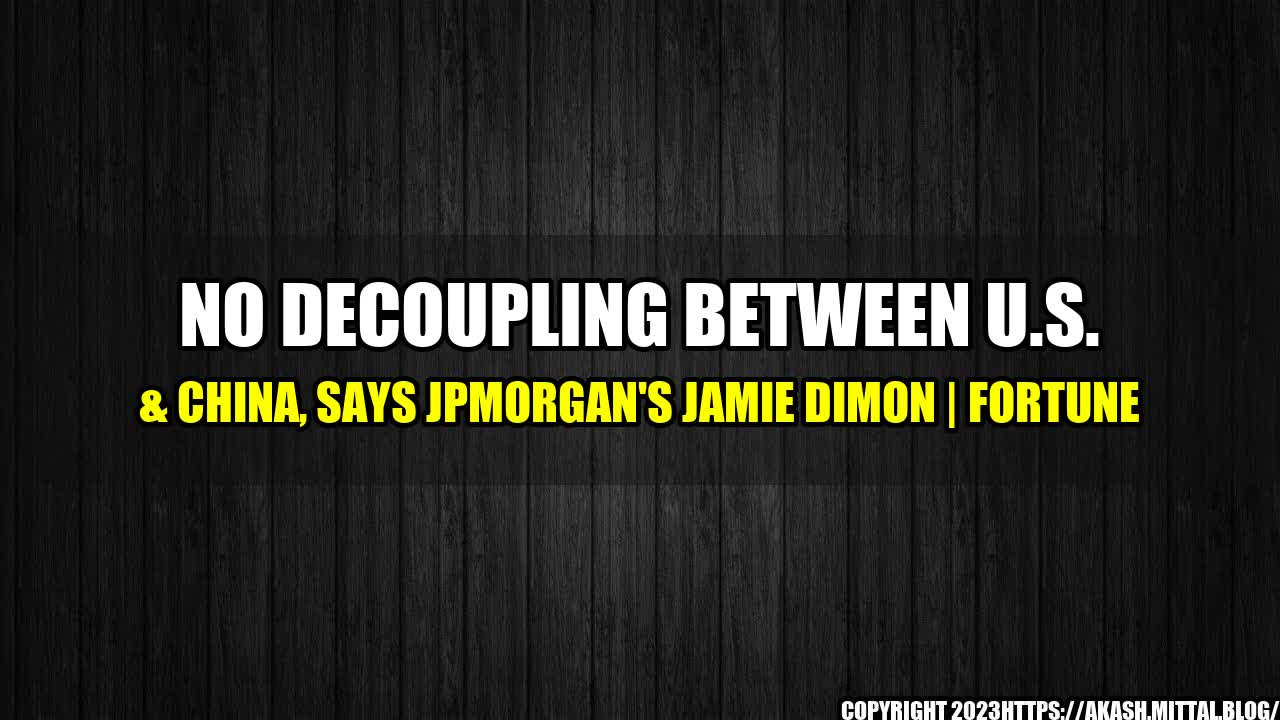 NO DECOUPLING BETWEEN U.S.
& CHINA, SAYS JPMORGAN'S JAMIE DIMON | FORTUNE
COPYRIGHT 2023HTTPS://AKASH.MITTAL.BLOG/